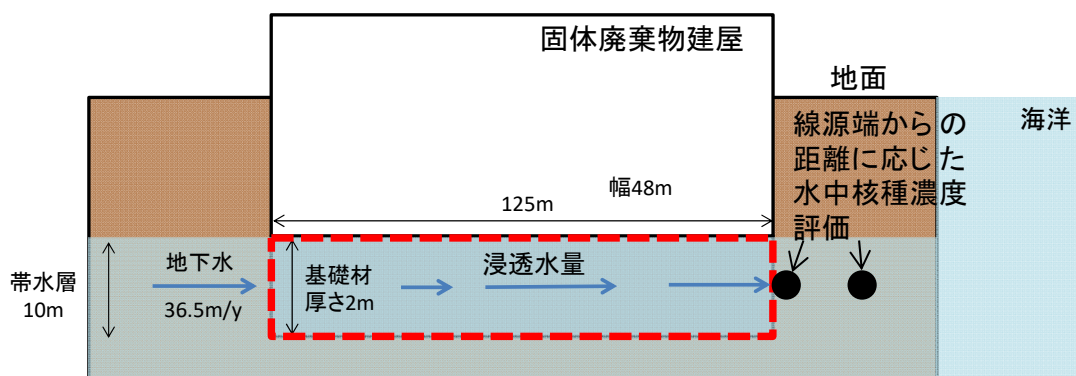 固体廃棄物建屋
地面
海洋
線源端からの
距離に応じた
水中核種濃度
評価
幅48m
125m
帯水層
10m
地下水
36.5m/y
基礎材
厚さ2m
浸透水量